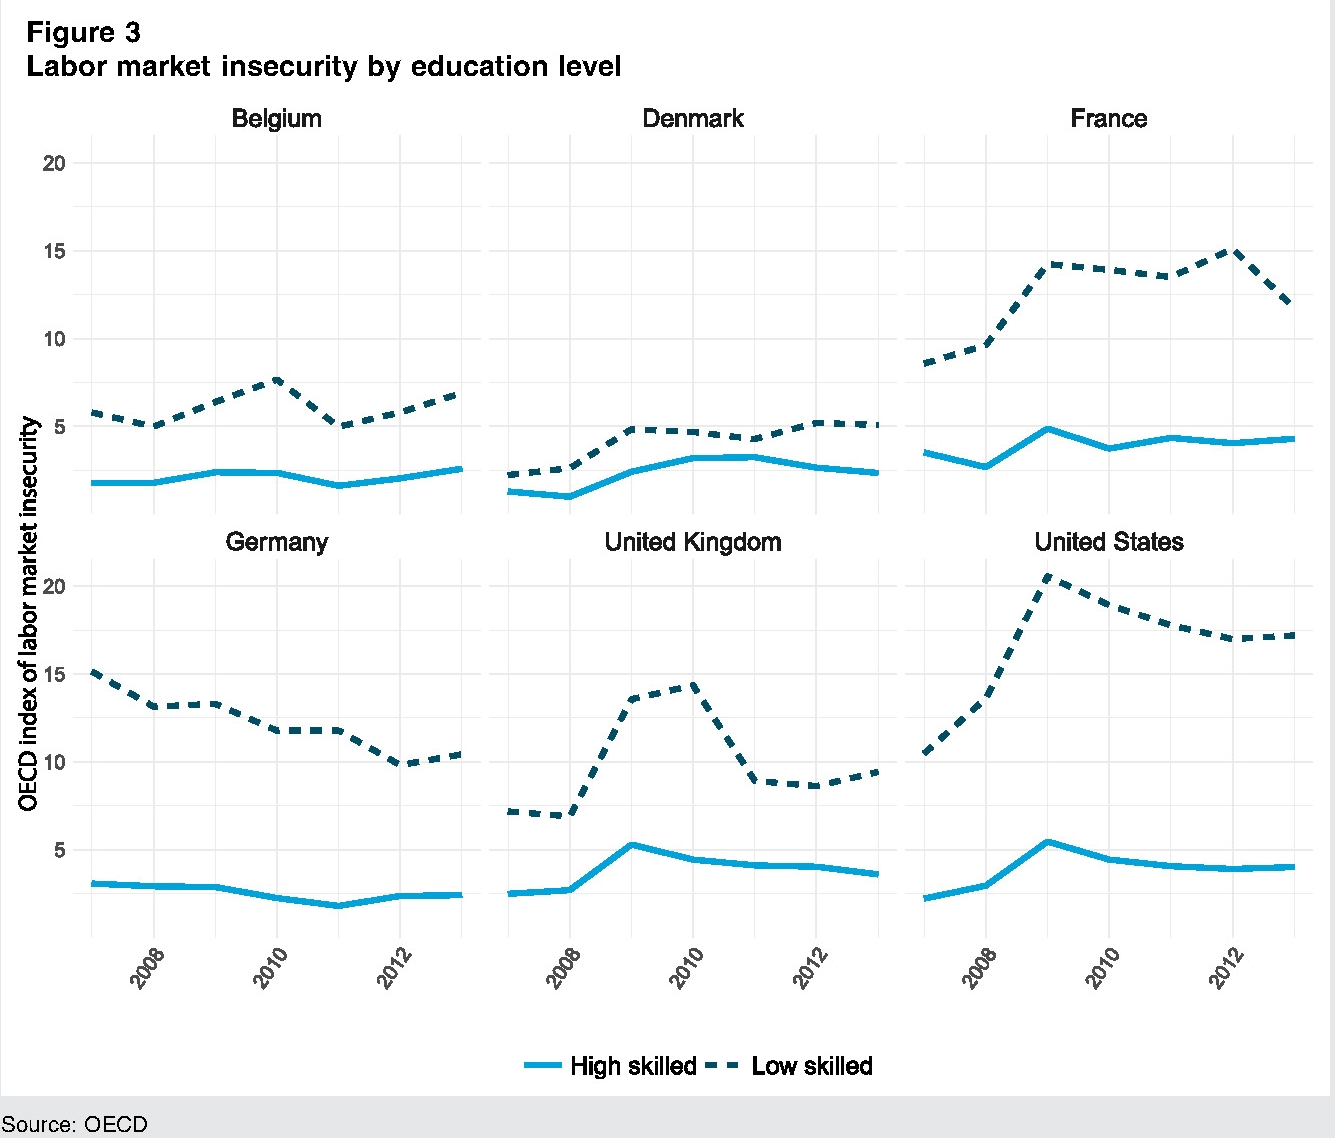 Figure 3
Labor market insecurity by education level
Belgium
Denmark
France
20
15
10
5
OECD index of labor market insecurity
Germany
United Kingdom
United States
20
15
10
5
2008
2010
2012
2008
2010
2012
2008
2010
2012
High skilled
Low skilled
Source: OECD